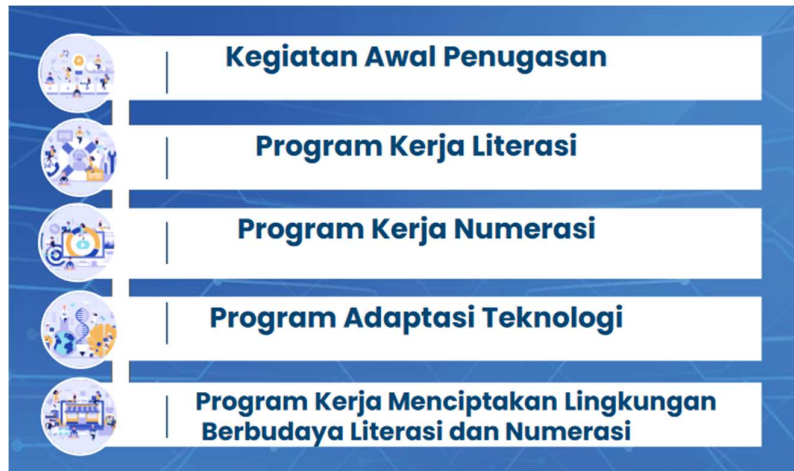 Kegiatan Awal Penugasan
Program Kerja Literasi
Program Kerja Numerasi
Program Adaptasi Teknologi
Program Kerja Menciptakan Lingkungan
Berbudaya Literasi dan Numerasi